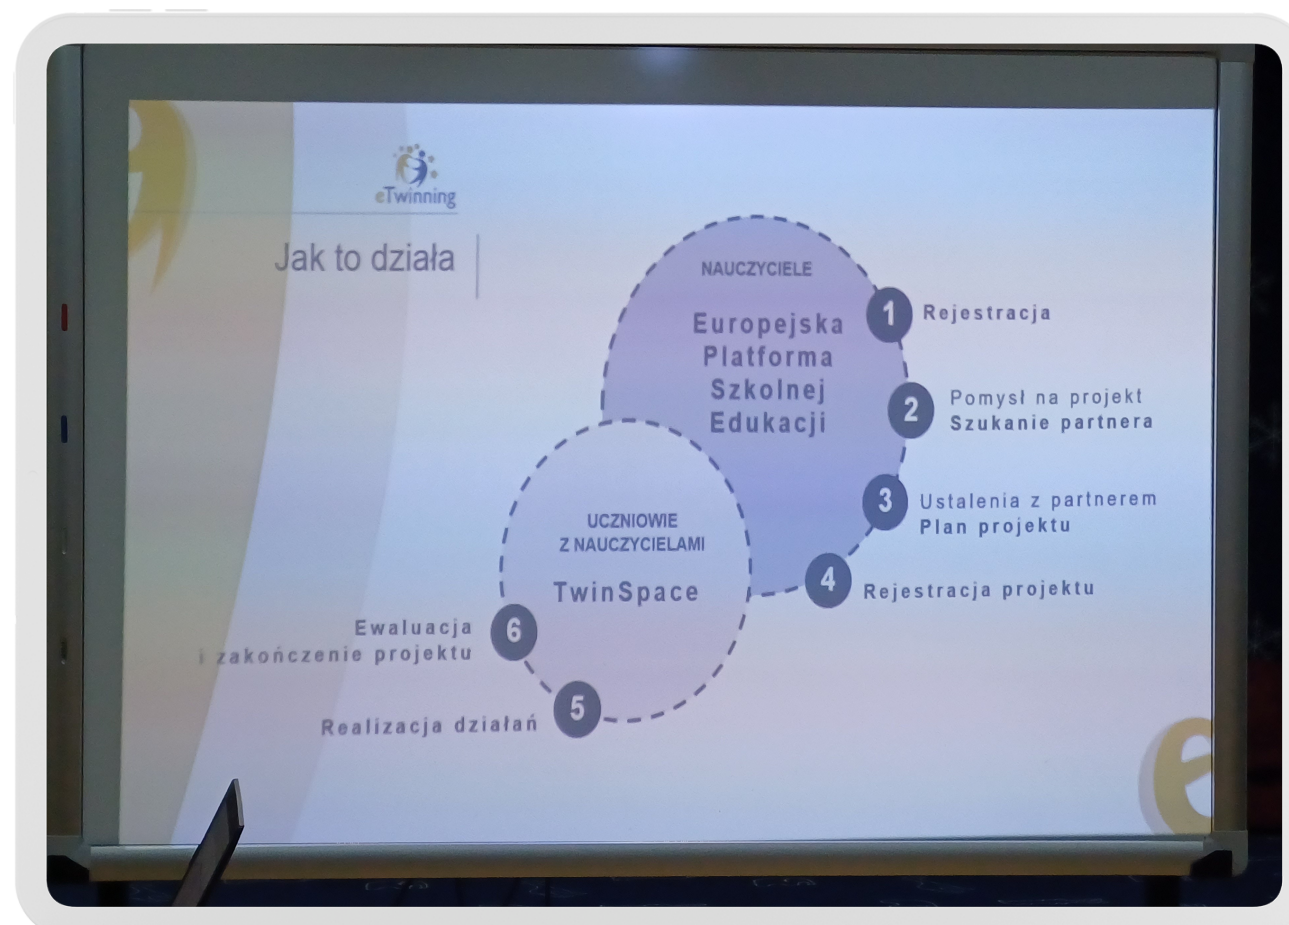 eTwinning
Jak to działa
NAUCZYCIELE
Europejska
Platforma
Szkolnej
Edukacji
1
Rejestracja
2
Pomysł na projekt
Szukanie partnera
3
Ustalenia z partnerem
Plan projektu
4
Rejestracja projektu
UCZNIOWIE
Z NAUCZYCIELAMI
TwinSpace
6
Ewaluacja
i zakończenie projektu
5
Realizacja działań
e